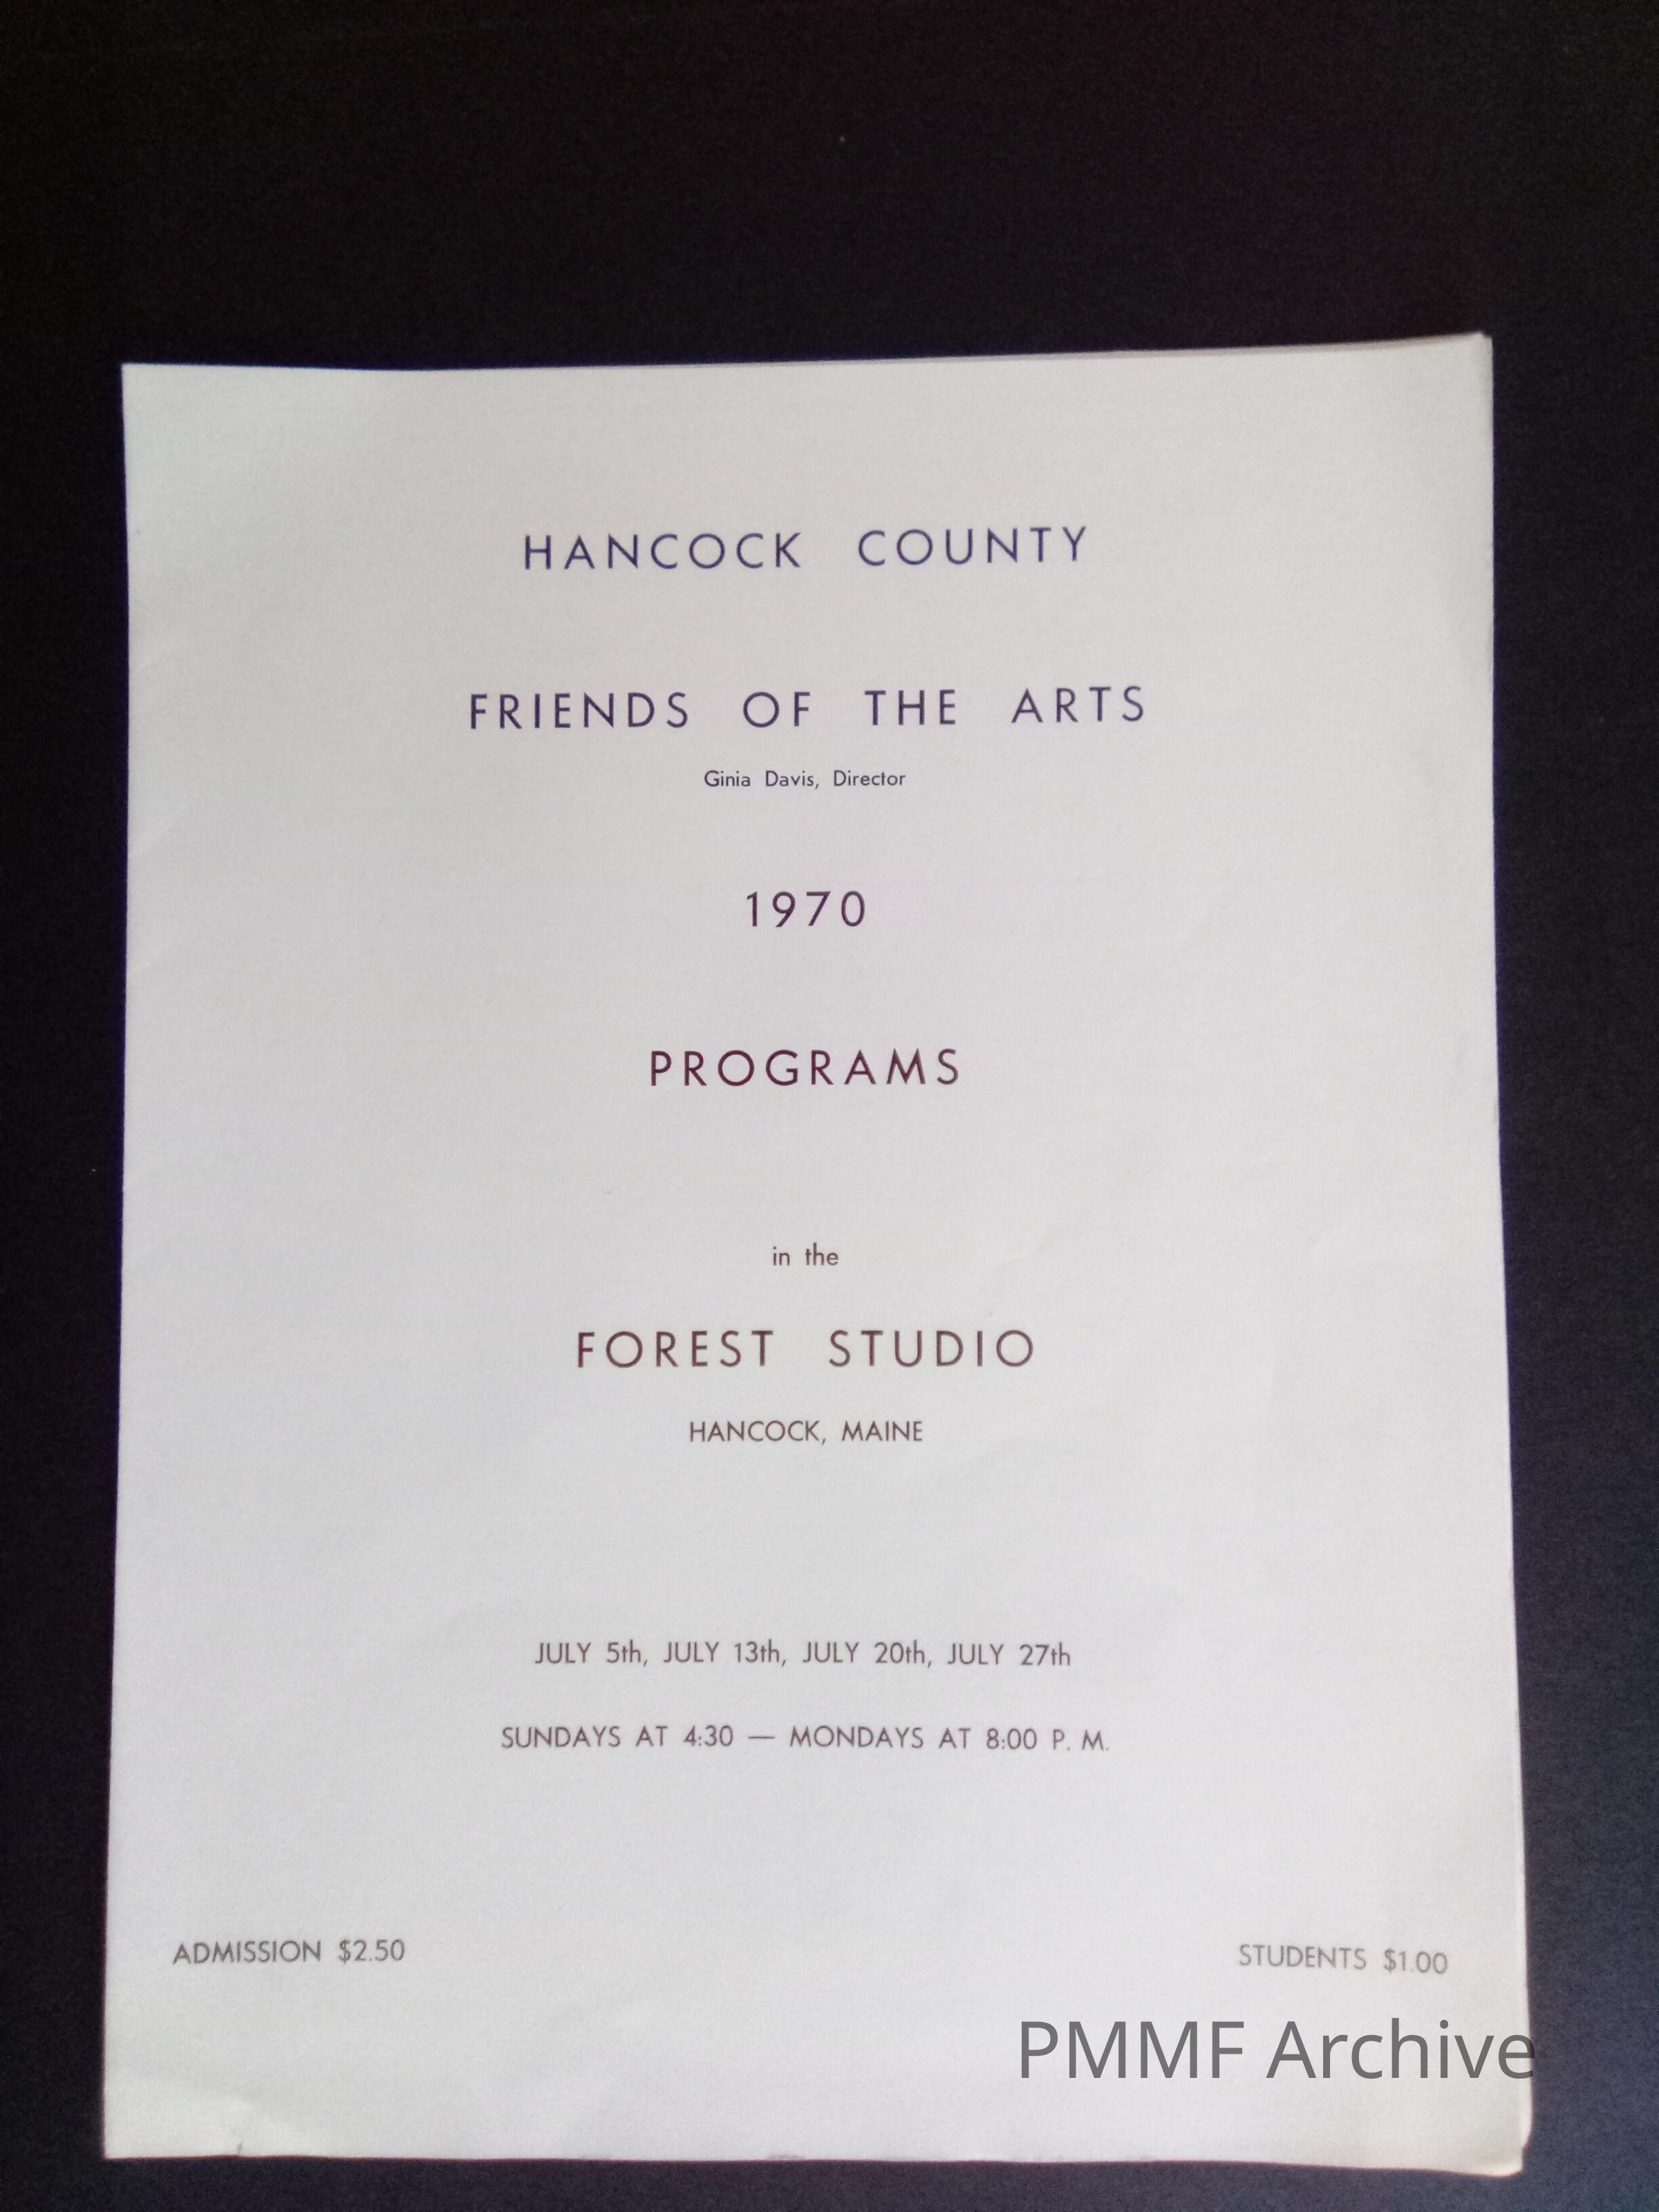 HANCOCK COUNTY
FRIENDS OF THE ARTS
Ginia Davis, Director
1970
PROGRAMS
in the
FOREST STUDIO
HANCOCK, MAINE
JULY 5th, JULY 13th, JULY 20th, JULY 27th
SUNDAYS AT 4:30 — MONDAYS AT 8:00 P. M.
ADMISSION $2.50 STUDENTS $1.00
PMMF Archive